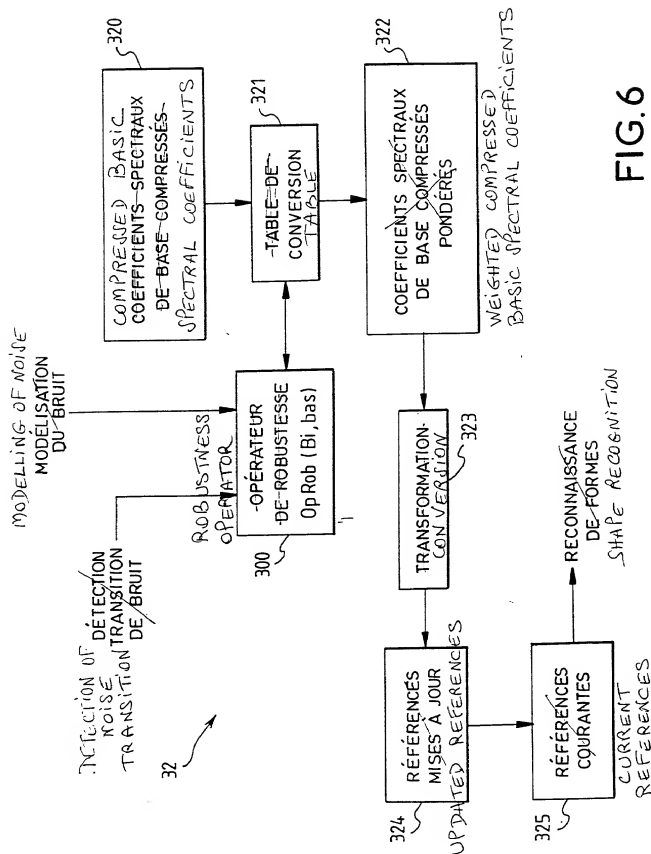 MODELLING OF NOISE
MODÉLISATION
DU BRUIT
DETECTION OF
NOISE
TRANSITION
DÉTECTION
TRANSITION
DE BRUIT
32
COMPRESSED BASIC
COEFFICIENTS SPECTRAUX
DE BASE COMPRESSÉS
SPECTRAL COEFFICIENTS
320
ROBUSTNESS
OPERATOR
OPÉRATEUR
DE ROBUSTESSE
OpRob (Bi,bas)
300
TABLE DE
CONVERSION
TABLE
321
COEFFICIENTS SPECTRAUX
DE BASE COMPRESSÉS
PONDÉRÉS
322
WEIGHTED COMPRESSED
BASIC SPECTRAL COEFFICIENTS
TRANSFORMATION
CONVERSION
323
RÉFÉRENCES
MISES À JOUR
324
UPDATED REFERENCES
RÉFÉRENCES
COURANTES
325
CURRENT
REFERENCES
RECONNAISSANCE
DE FORMES
SHAPE RECOGNITION
FIG. 6